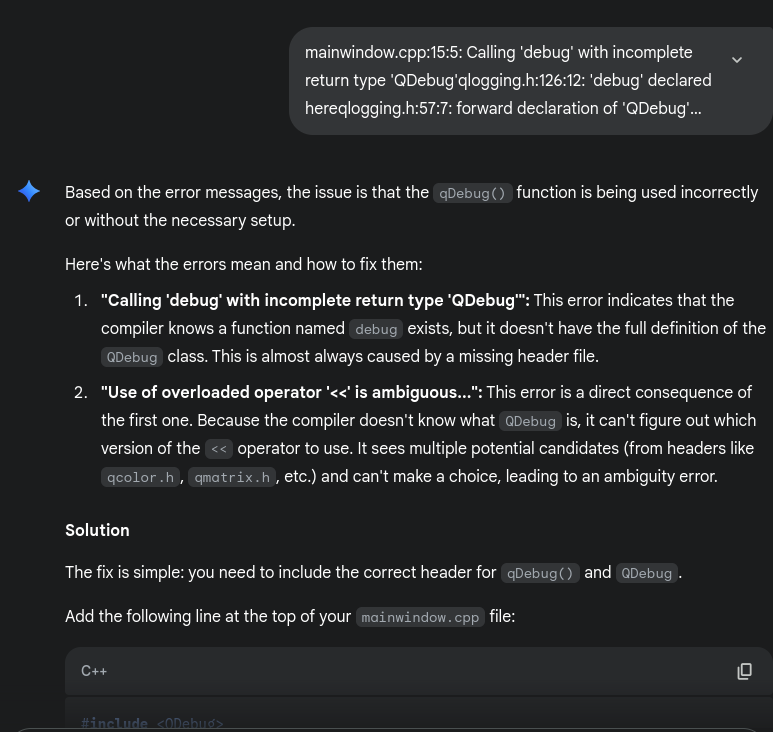 mainwindow.cpp:15:5: Calling 'debug' with incomplete
return type 'QDebug'qlogging.h:126:12: 'debug' declared
hereqlogging.h:57:7: forward declaration of 'QDebug'...
Based on the error messages, the issue is that the qDebug() function is being used incorrectly
or without the necessary setup.
Here's what the errors mean and how to fix them:
1. "Calling 'debug' with incomplete return type 'QDebug'": This error indicates that the
compiler knows a function named debug exists, but it doesn't have the full definition of the
QDebug class. This is almost always caused by a missing header file.
2. "Use of overloaded operator '<<' is ambiguous...": This error is a direct consequence of
the first one. Because the compiler doesn't know what QDebug is, it can't figure out which
version of the << operator to use. It sees multiple potential candidates (from headers like
qcolor.h, qmatrix.h, etc.) and can't make a choice, leading to an ambiguity error.
Solution
The fix is simple: you need to include the correct header for qDebug() and QDebug.
Add the following line at the top of your mainwindow.cpp file:
C++
#include <QDebug>